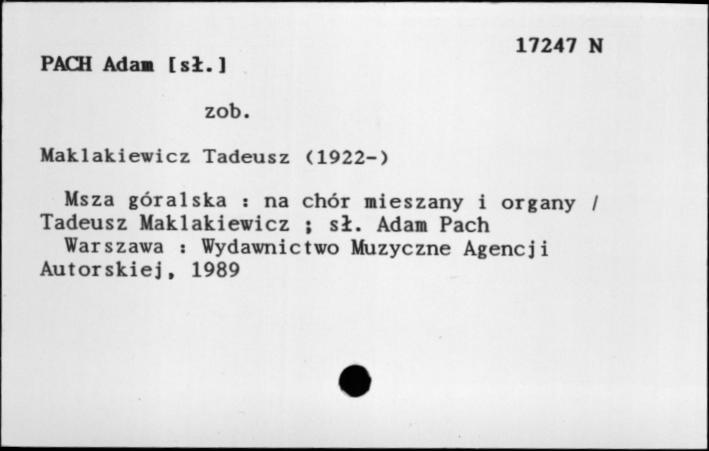 17247 N
PACH Adam [sł.]
zob.
Maklakiewicz Tadeusz (1922-)
Msza góralska : na chór mieszany i organy /
Tadeusz Maklakiewicz ; sł. Adam Pach
Warszawa : Wydawnictwo Muzyczne Agencji
Autorskiej, 1989